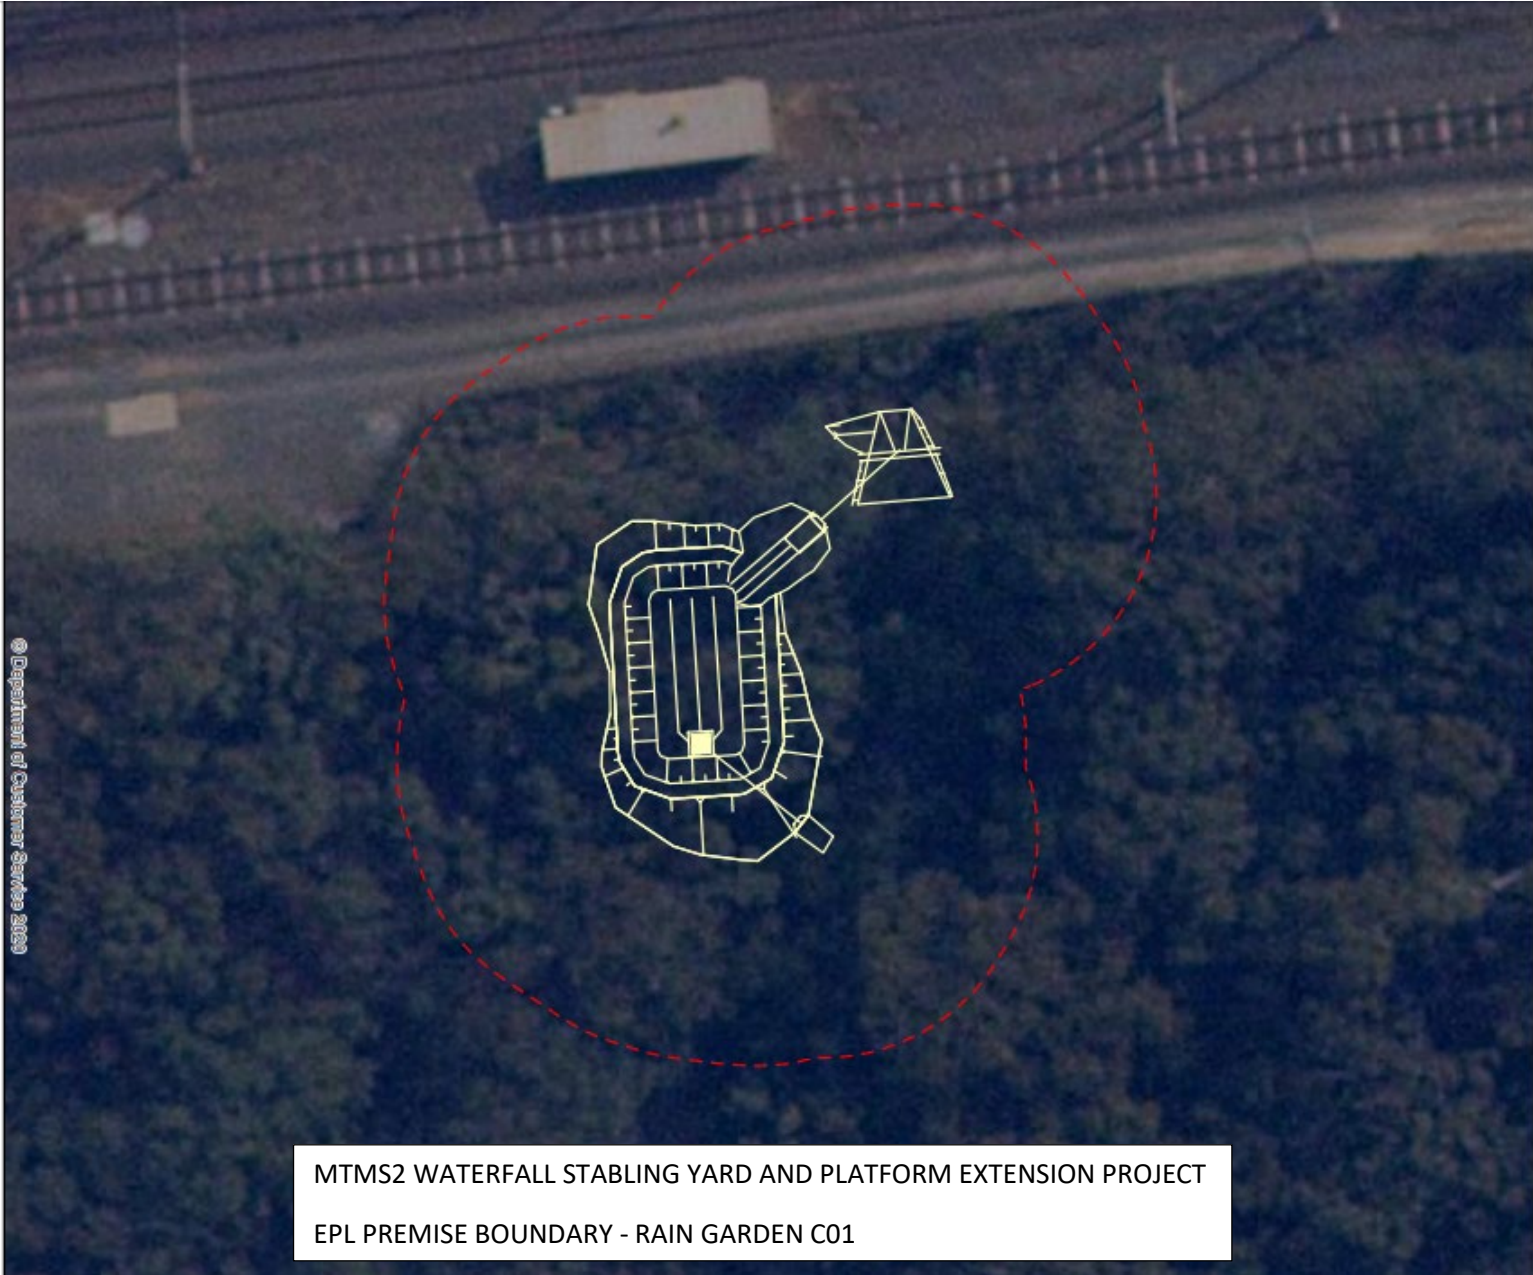 MTMS2 WATERFALL STABLING YARD AND PLATFORM EXTENSION PROJECT
EPL PREMISE BOUNDARY - RAIN GARDEN C01
© Department of Customer Service 2020